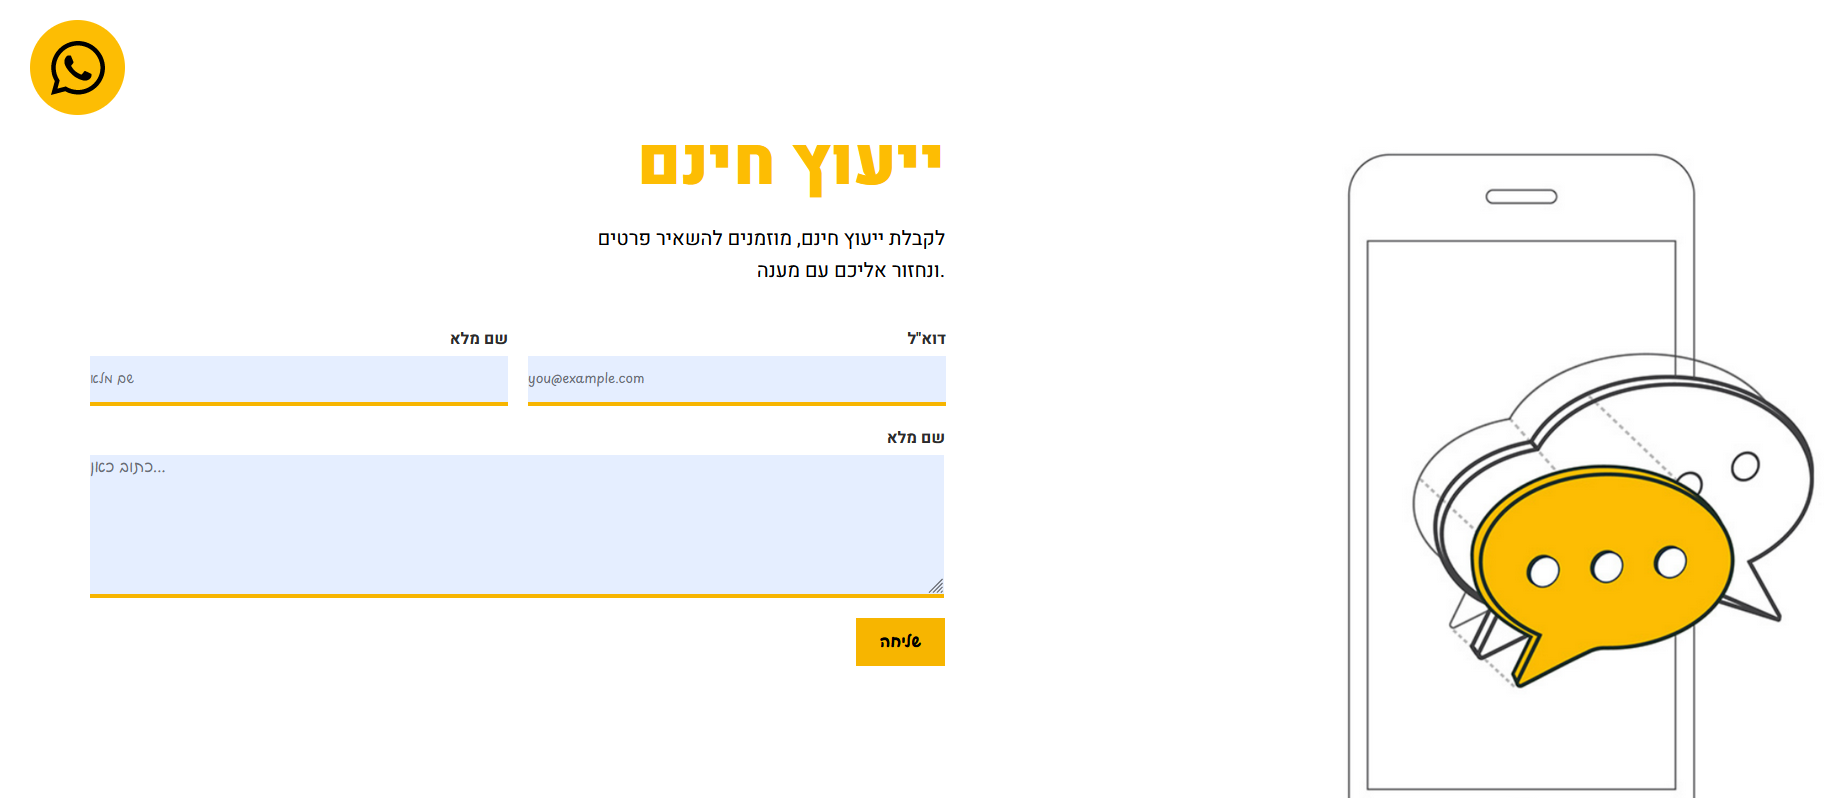 ייעוץ חינם
לקבלת ייעוץ חינם, מוזמנים להשאיר פרטים
ונחזור אליכם עם מענה.
דוא"ל
you@example.com
שם מלא
שם מלא
שם מלא
כתוב כאן...
שליחה